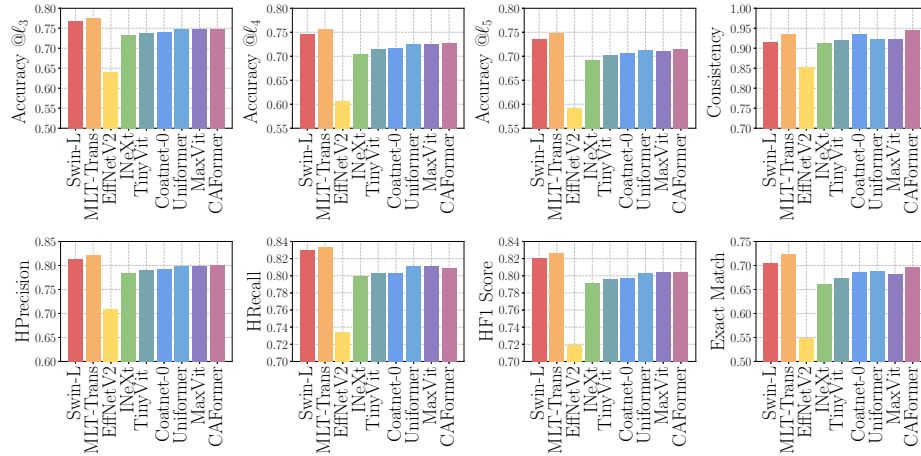 Accuracy @ℓ3
0.80
0.75
0.70
0.65
0.60
0.55
0.50
Swin-L
MLT-Trans
EffNetV2
INeXt
TinyVit
Coatnet-0
Uniformer
MaxVit
CAFormer
Accuracy @ℓ4
0.80
0.75
0.70
0.65
0.60
0.55
Swin-L
MLT-Trans
EffNetV2
INeXt
TinyVit
Coatnet-0
Uniformer
MaxVit
CAFormer
Accuracy @ℓ5
0.80
0.75
0.70
0.65
0.60
0.55
Swin-L
MLT-Trans
EffNetV2
INeXt
TinyVit
Coatnet-0
Uniformer
MaxVit
CAFormer
Consistency
1.00
0.95
0.90
0.85
0.80
0.75
0.70
Swin-L
MLT-Trans
EffNetV2
INeXt
TinyVit
Coatnet-0
Uniformer
MaxVit
CAFormer
HPrecision
0.85
0.80
0.75
0.70
0.65
0.60
Swin-L
MLT-Trans
EffNetV2
INeXt
TinyVit
Coatnet-0
Uniformer
MaxVit
CAFormer
HRecall
0.84
0.82
0.80
0.78
0.76
0.74
0.72
0.70
Swin-L
MLT-Trans
EffNetV2
INeXt
TinyVit
Coatnet-0
Uniformer
MaxVit
CAFormer
HF1 Score
0.84
0.82
0.80
0.78
0.76
0.74
0.72
0.70
Swin-L
MLT-Trans
EffNetV2
INeXt
TinyVit
Coatnet-0
Uniformer
MaxVit
CAFormer
Exact Match
0.75
0.70
0.65
0.60
0.55
0.50
Swin-L
MLT-Trans
EffNetV2
INeXt
TinyVit
Coatnet-0
Uniformer
MaxVit
CAFormer